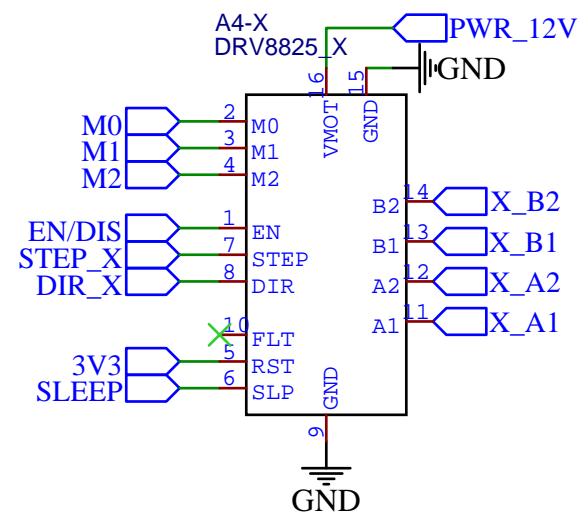 A4-X
DRV8825_X
PWR_12V
GND
16
15
VMOT
GND
M0
2
M0
M1
3
M1
M2
4
M2
14
B2
X_B2
EN/DIS
1
EN
13
B1
X_B1
STEP_X
7
STEP
DIR_X
8
DIR
12
A2
X_A2
11
A1
X_A1
10
FLT
3V3
5
RST
SLEEP
6
SLP
GND
9
GND